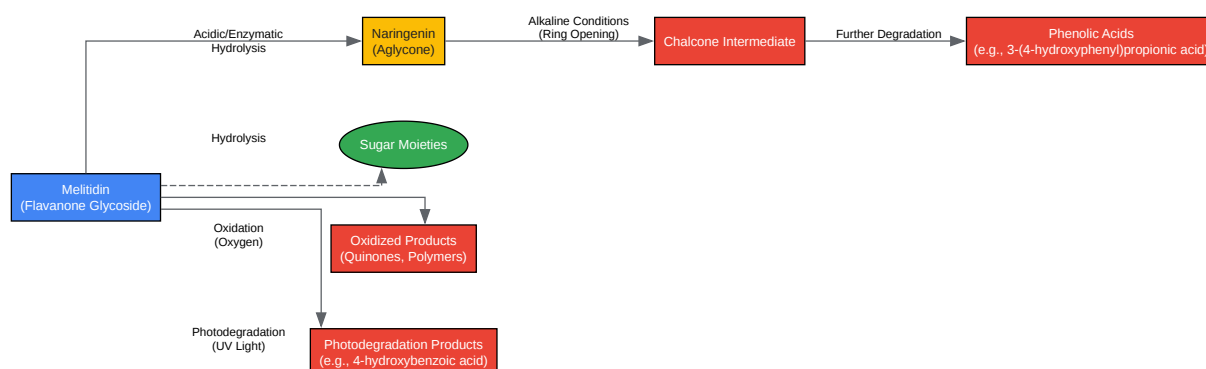 Acidic/Enzymatic
Hydrolysis
Naringenin
(Aglycone)
Alkaline Conditions
(Ring Opening)
Chalcone Intermediate
Further Degradation
Phenolic Acids
(e.g., 3-(4-hydroxyphenyl)propionic acid)
Hydrolysis
Sugar Moieties
Melitidin
(Flavanone Glycoside)
Oxidation
(Oxygen)
Oxidized Products
(Quinones, Polymers)
Photodegradation
(UV Light)
Photodegradation Products
(e.g., 4-hydroxybenzoic acid)